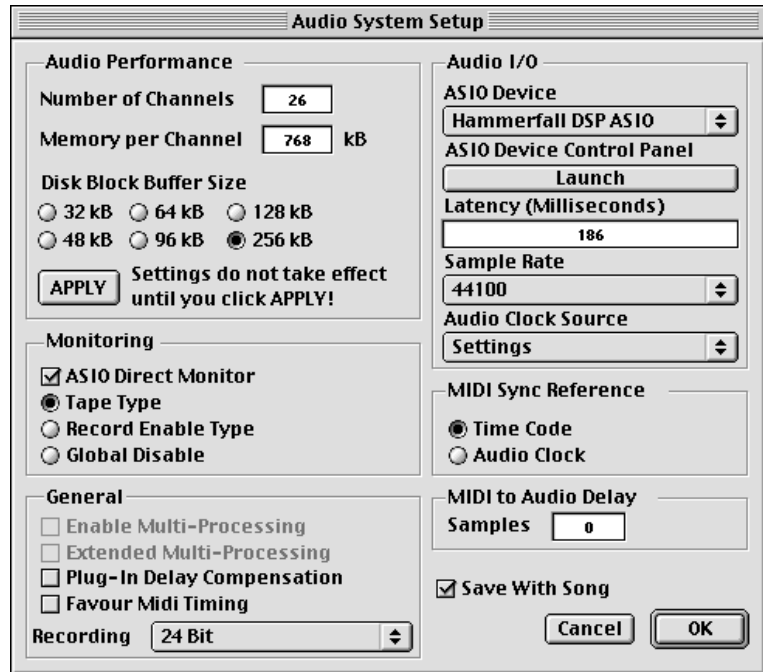 Audio System Setup
Audio Performance
Number of Channels 26
Memory per Channel 768 kB
Disk Block Buffer Size
32 kB 64 kB 128 kB
48 kB 96 kB 256 kB
APPLY
Settings do not take effect
until you click APPLY!
Monitoring
ASIO Direct Monitor
Tape Type
Record Enable Type
Global Disable
General
Enable Multi-Processing
Extended Multi-Processing
Plug-In Delay Compensation
Favour Midi Timing
Recording 24 Bit
Audio I/O
ASIO Device
Hammerfall DSP ASIO
ASIO Device Control Panel
Launch
Latency (Milliseconds)
186
Sample Rate
44100
Audio Clock Source
Settings
MIDI Sync Reference
Time Code
Audio Clock
MIDI to Audio Delay
Samples 0
Save With Song
Cancel OK